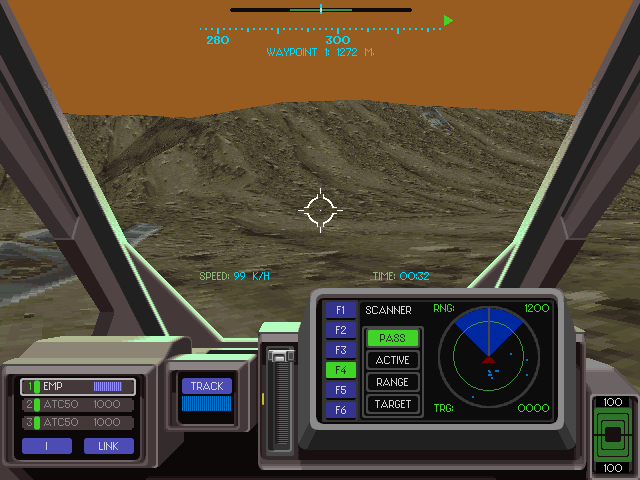 280 300
WAYPOINT 1: 1272 M.
SPEED: 99 K/H TIME: 00:32
F1 SCANNER RNG: 1200
F2 PASS
F3 ACTIVE
F4 RANGE
F5 TARGET
F6 TRG: 0000
1 EMP
2 ATC50 1000
3 ATC50 1000
1 LINK
TRACK
100
100